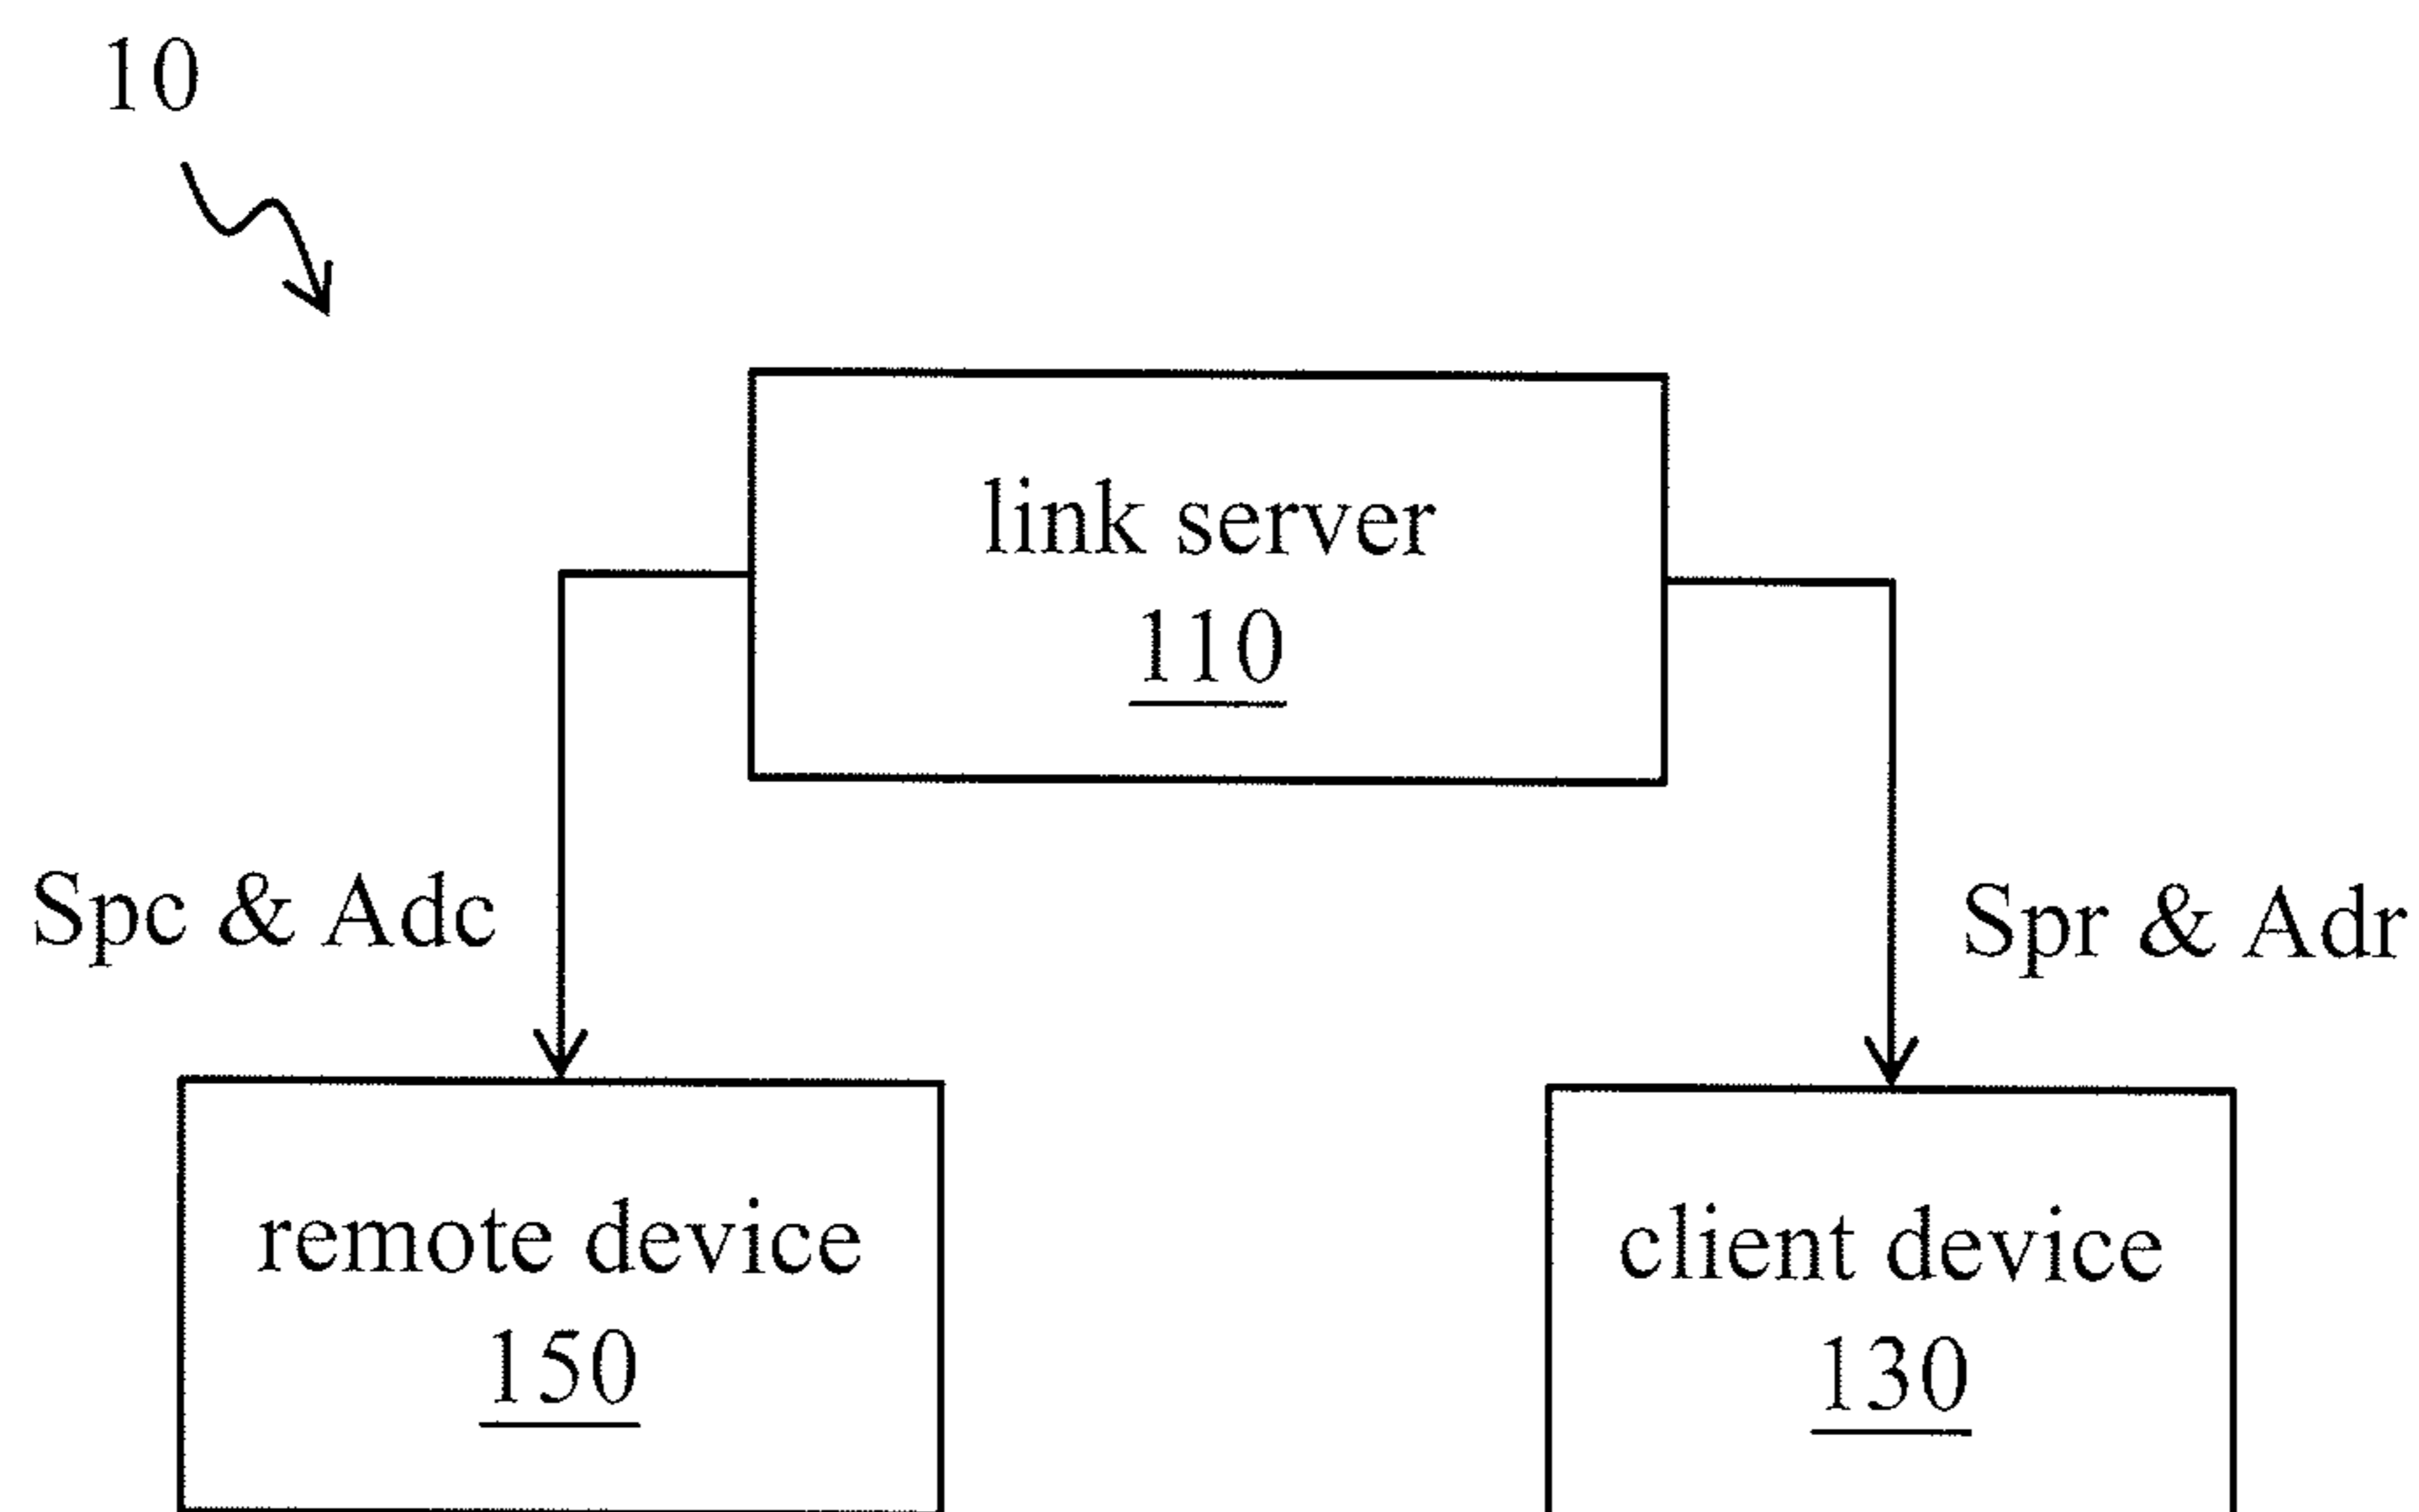 10
link server
110
Spc & Adc
Spr & Adr
remote device
150
client device
130